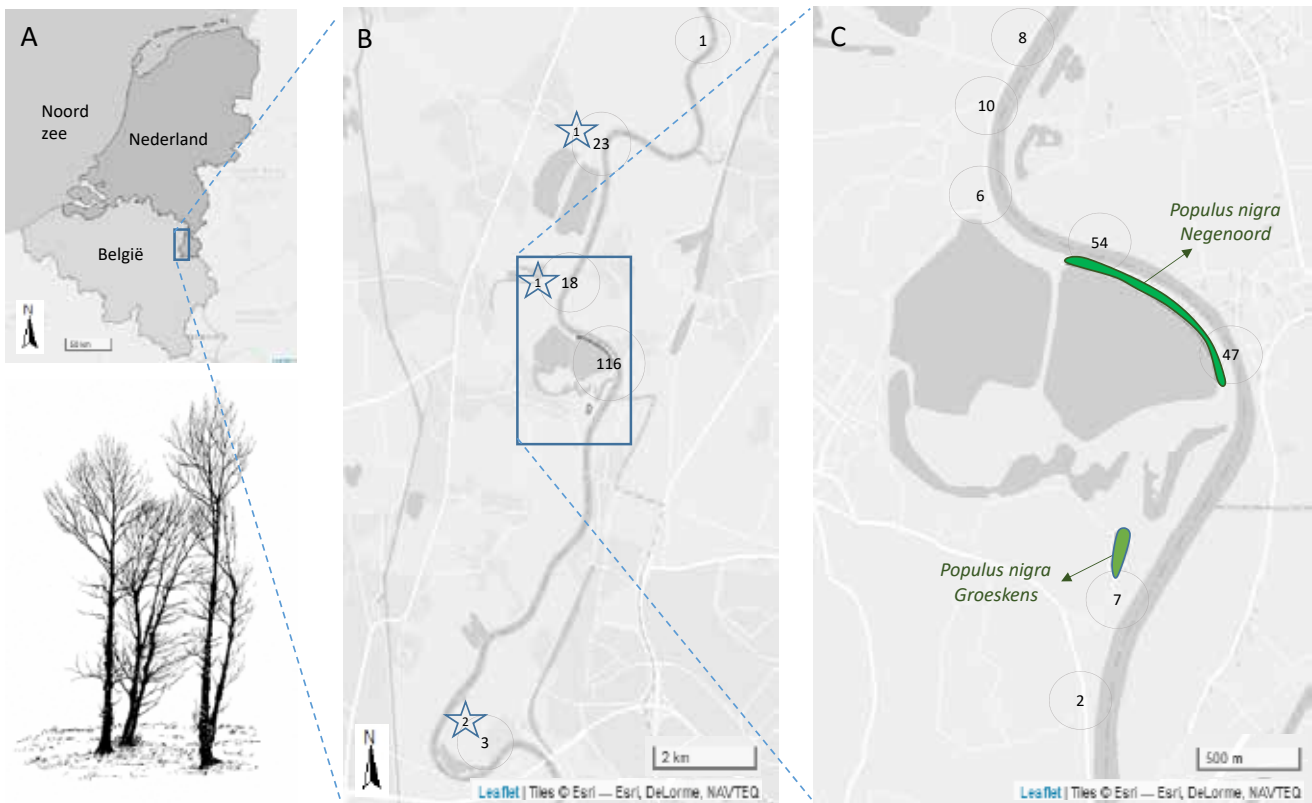 A
Noord
zee
Nederland
België
N
50 km
B
1
1
23
1
18
116
2
3
N
2 km
Leaflet | Tiles © Esri — Esri, DeLorme, NAVTEQ
C
8
10
6
54
Populus nigra
Negenoord
47
Populus nigra
Groeskens
7
2
500 m
Leaflet | Tiles © Esri — Esri, DeLorme, NAVTEQ